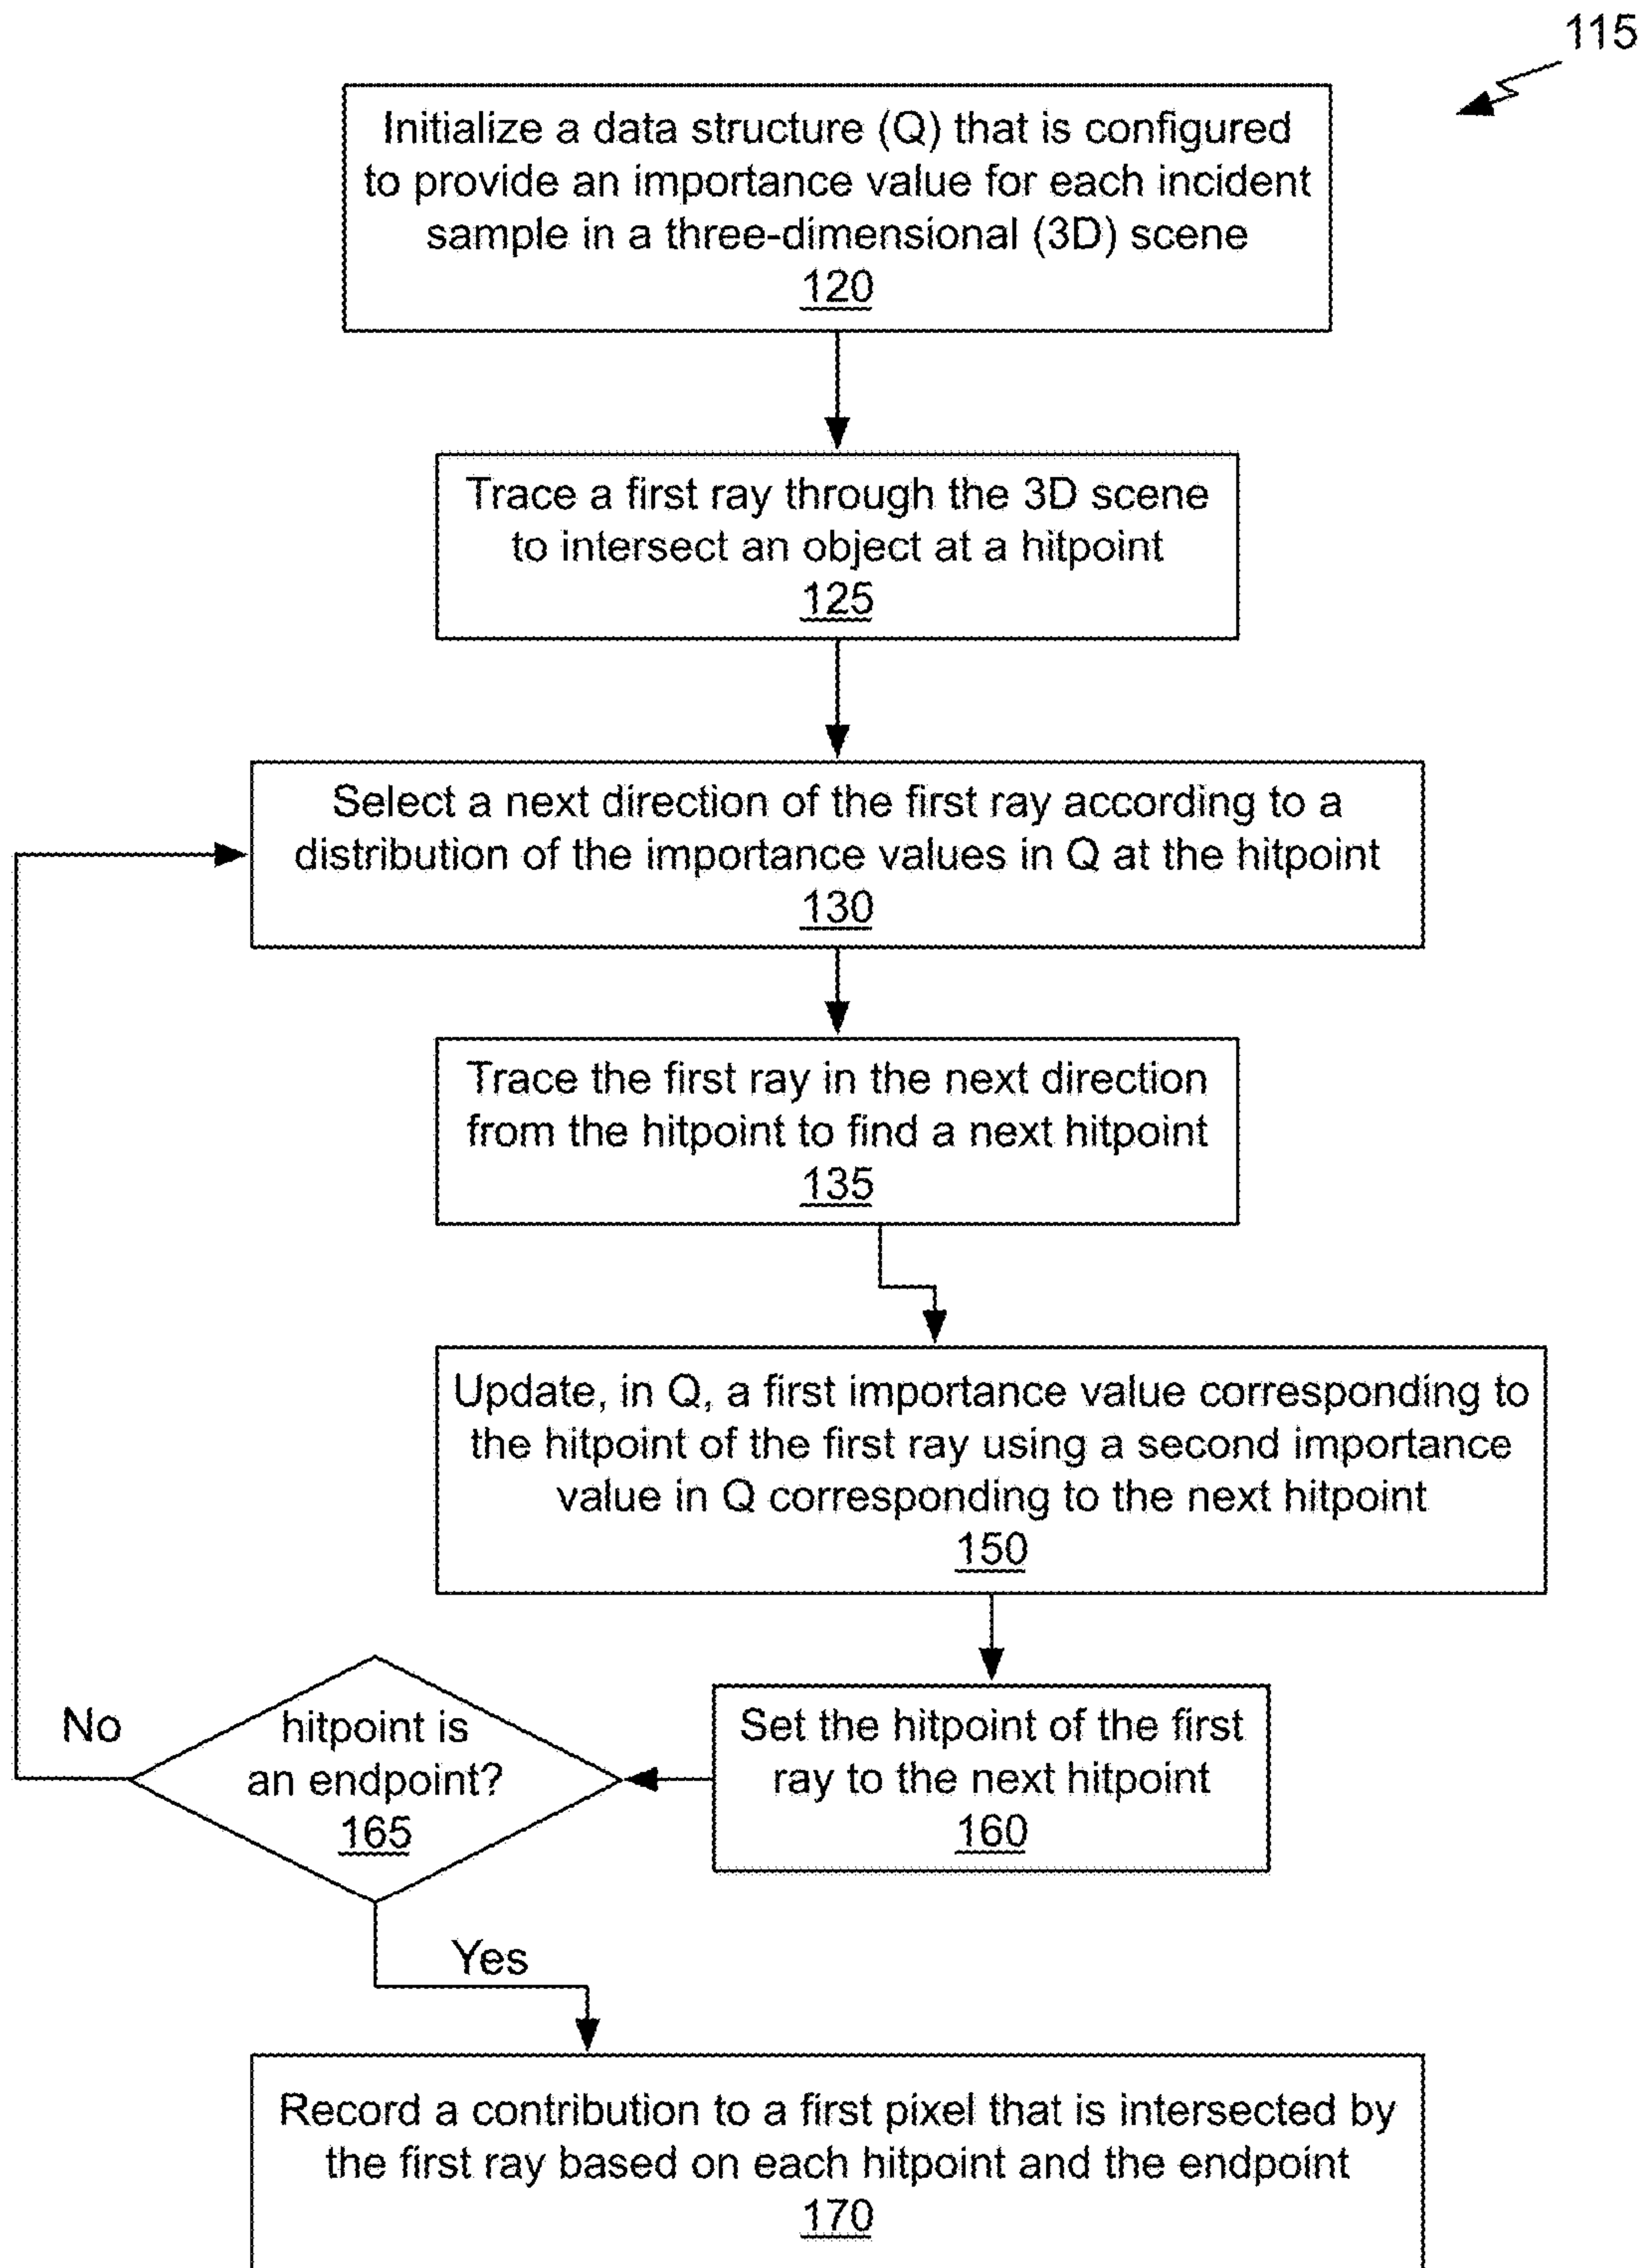 115
Initialize a data structure (Q) that is configured
to provide an importance value for each incident
sample in a three-dimensional (3D) scene
120
Trace a first ray through the 3D scene
to intersect an object at a hitpoint
125
Select a next direction of the first ray according to a
distribution of the importance values in Q at the hitpoint
130
Trace the first ray in the next direction
from the hitpoint to find a next hitpoint
135
Update, in Q, a first importance value corresponding to
the hitpoint of the first ray using a second importance
value in Q corresponding to the next hitpoint
150
Set the hitpoint of the first
ray to the next hitpoint
160
No
hitpoint is
an endpoint?
165
Yes
Record a contribution to a first pixel that is intersected by
the first ray based on each hitpoint and the endpoint
170